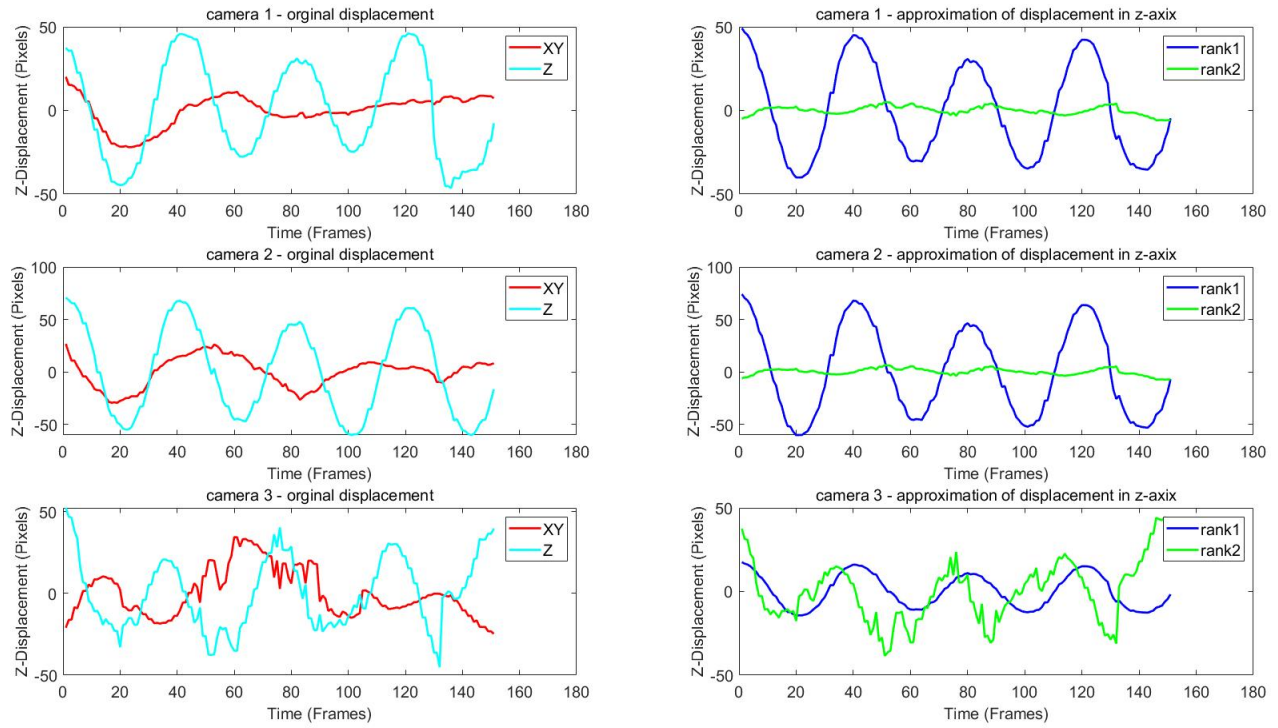 camera 1 - orginal displacement
Z-Displacement (Pixels)
50
0
-50
XY
Z
0 20 40 60 80 100 120 140 160 180
Time (Frames)
camera 1 - approximation of displacement in z-axix
Z-Displacement (Pixels)
50
0
-50
rank1
rank2
0 20 40 60 80 100 120 140 160 180
Time (Frames)
camera 2 - orginal displacement
Z-Displacement (Pixels)
100
50
0
-50
XY
Z
0 20 40 60 80 100 120 140 160 180
Time (Frames)
camera 2 - approximation of displacement in z-axix
Z-Displacement (Pixels)
100
50
0
-50
rank1
rank2
0 20 40 60 80 100 120 140 160 180
Time (Frames)
camera 3 - orginal displacement
Z-Displacement (Pixels)
50
0
-50
XY
Z
0 20 40 60 80 100 120 140 160 180
Time (Frames)
camera 3 - approximation of displacement in z-axix
Z-Displacement (Pixels)
50
0
-50
rank1
rank2
0 20 40 60 80 100 120 140 160 180
Time (Frames)